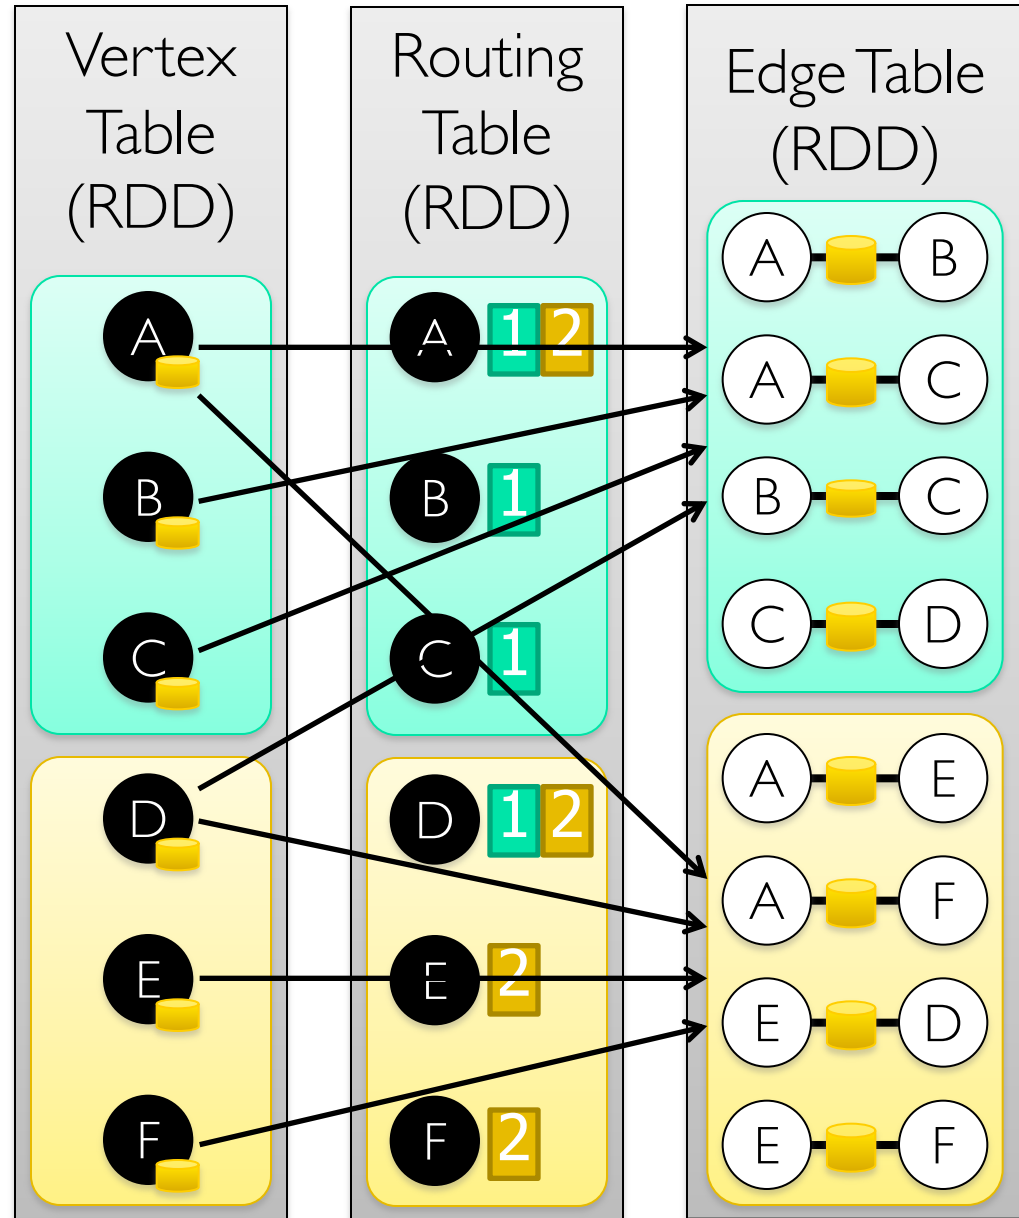 Vertex
Table
(RDD)
A
B
C
D
E
F
Routing
Table
(RDD)
A 1 2
B 1
C 1
D 1 2
E 2
F 2
Edge Table
(RDD)
A B
A C
B C
C D
A E
A F
E D
E F